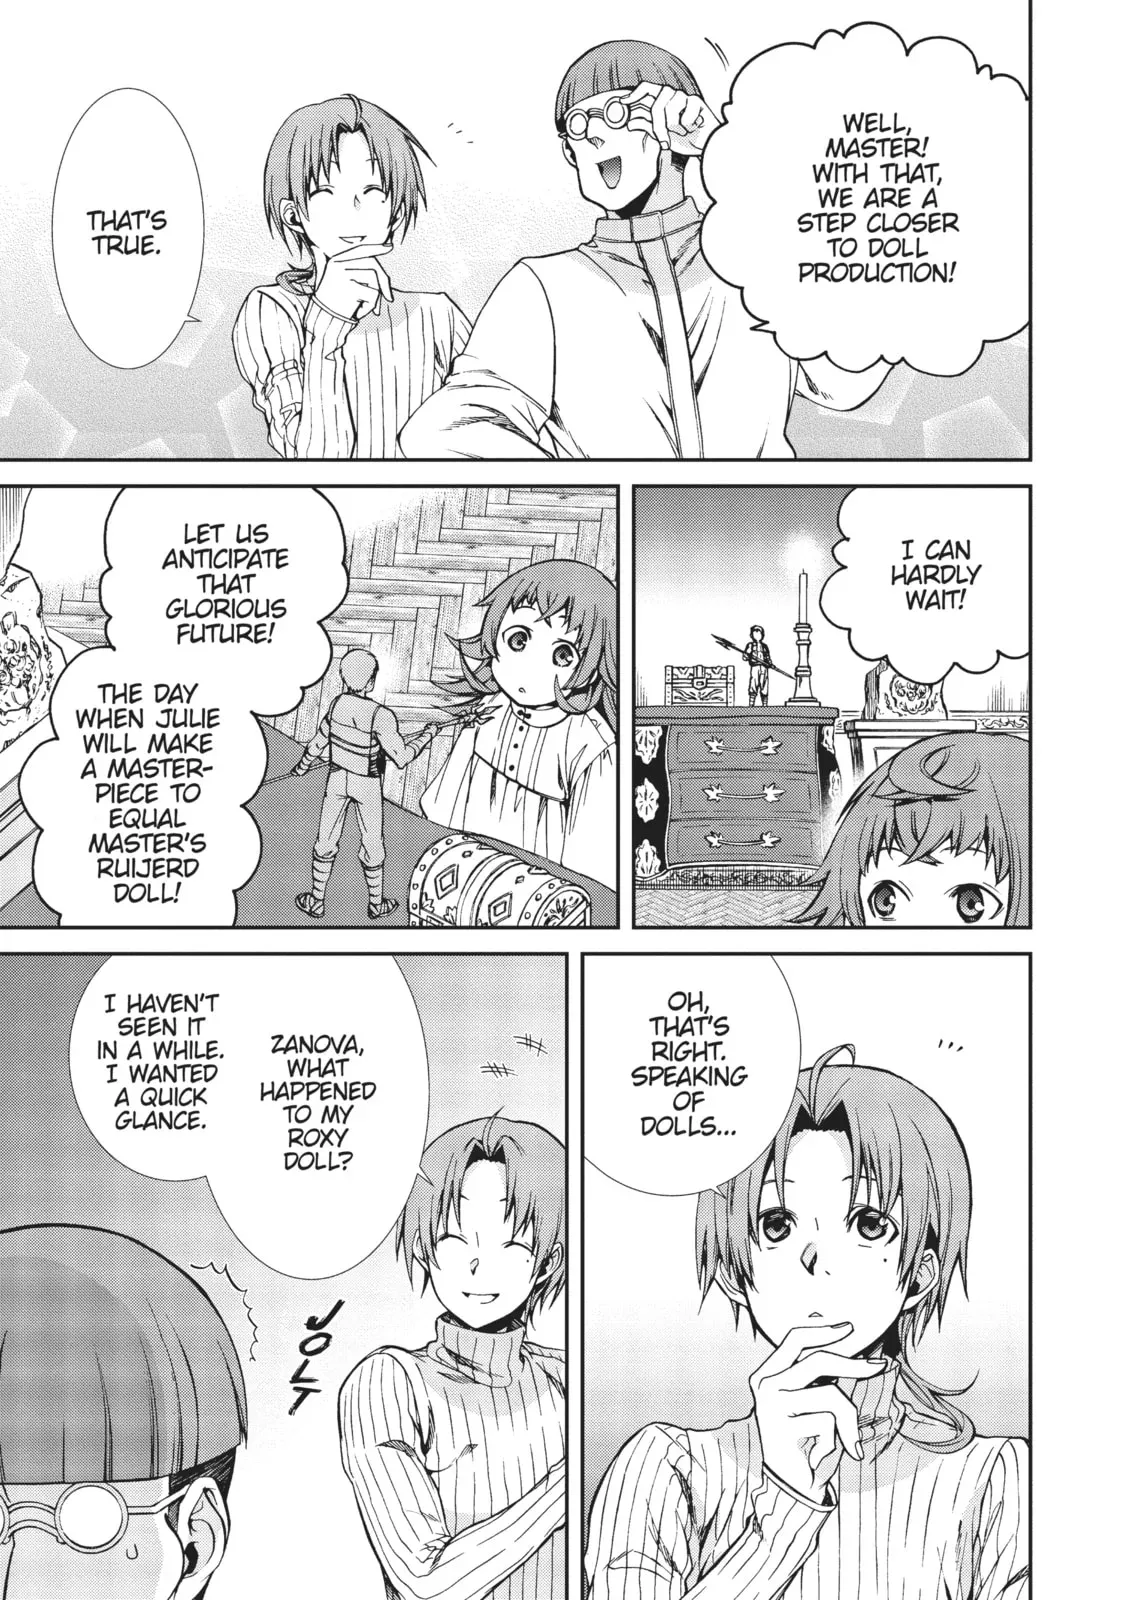 WELL,
MASTER!
WITH THAT,
WE ARE A
STEP CLOSER
TO DOLL
PRODUCTION!
THAT'S
TRUE.
I CAN
HARDLY
WAIT!
LET US
ANTICIPATE
THAT
GLORIOUS
FUTURE!
THE DAY
WHEN JULIE
WILL MAKE
A MASTER-
PIECE TO
EQUAL
MASTER'S
RUIJERD
DOLL!
OH,
THAT'S
RIGHT.
SPEAKING
OF
DOLLS...
ZANOVA,
WHAT
HAPPENED
TO MY
ROXY
DOLL?
I HAVEN'T
SEEN IT
IN A WHILE.
I WANTED
A QUICK
GLANCE.
JOLT